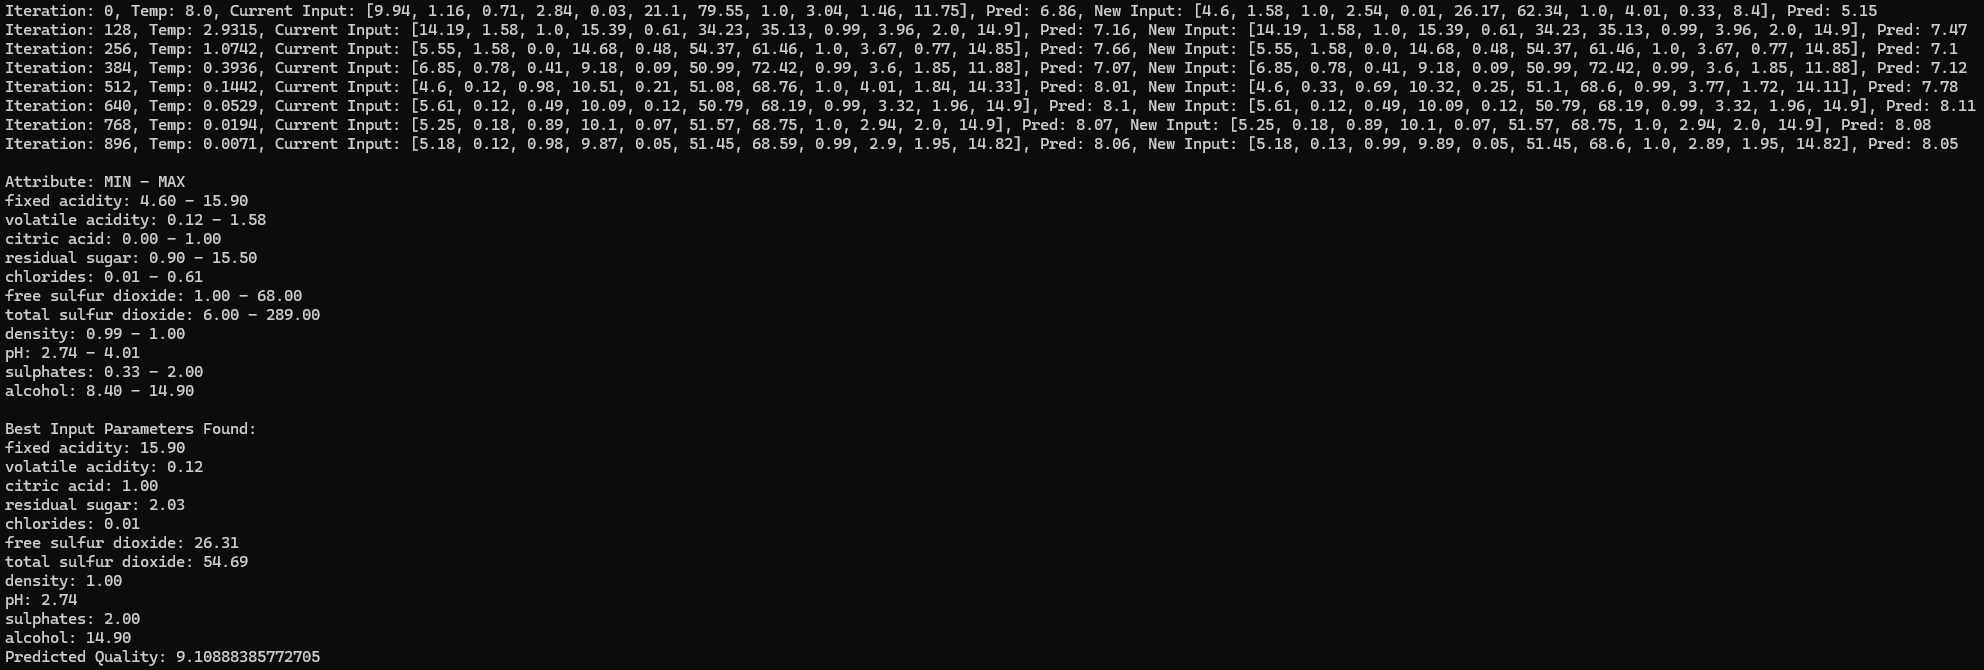 Iteration: 0, Temp: 8.0, Current Input: [9.94, 1.16, 0.71, 2.84, 0.03, 21.1, 79.55, 1.0, 3.04, 1.46, 11.75], Pred: 6.86, New Input: [4.6, 1.58, 1.0, 2.54, 0.01, 26.17, 62.34, 1.0, 4.01, 0.33, 8.4], Pred: 5.15
Iteration: 128, Temp: 2.9315, Current Input: [14.19, 1.58, 1.0, 15.39, 0.61, 34.23, 35.13, 0.99, 3.96, 2.0, 14.9], Pred: 7.16, New Input: [14.19, 1.58, 1.0, 15.39, 0.61, 34.23, 35.13, 0.99, 3.96, 2.0, 14.9], Pred: 7.47
Iteration: 256, Temp: 1.0742, Current Input: [5.55, 1.58, 0.0, 14.68, 0.48, 54.37, 61.46, 1.0, 3.67, 0.77, 14.85], Pred: 7.66, New Input: [5.55, 1.58, 0.0, 14.68, 0.48, 54.37, 61.46, 1.0, 3.67, 0.77, 14.85], Pred: 7.1
Iteration: 384, Temp: 0.3936, Current Input: [6.85, 0.78, 0.41, 9.18, 0.09, 50.99, 72.42, 0.99, 3.6, 1.85, 11.88], Pred: 7.07, New Input: [6.85, 0.78, 0.41, 9.18, 0.09, 50.99, 72.42, 0.99, 3.6, 1.85, 11.88], Pred: 7.12
Iteration: 512, Temp: 0.1442, Current Input: [4.6, 0.12, 0.98, 10.51, 0.21, 51.08, 68.76, 1.0, 4.01, 1.84, 14.33], Pred: 8.01, New Input: [4.6, 0.33, 0.69, 10.32, 0.25, 51.1, 68.6, 0.99, 3.77, 1.72, 14.11], Pred: 7.78
Iteration: 640, Temp: 0.0529, Current Input: [5.61, 0.12, 0.49, 10.09, 0.12, 50.79, 68.19, 0.99, 3.32, 1.96, 14.9], Pred: 8.1, New Input: [5.61, 0.12, 0.49, 10.09, 0.12, 50.79, 68.19, 0.99, 3.32, 1.96, 14.9], Pred: 8.11
Iteration: 768, Temp: 0.0194, Current Input: [5.25, 0.18, 0.89, 10.1, 0.07, 51.57, 68.75, 1.0, 2.94, 2.0, 14.9], Pred: 8.07, New Input: [5.25, 0.18, 0.89, 10.1, 0.07, 51.57, 68.75, 1.0, 2.94, 2.0, 14.9], Pred: 8.08
Iteration: 896, Temp: 0.0071, Current Input: [5.18, 0.12, 0.98, 9.87, 0.05, 51.45, 68.59, 0.99, 2.9, 1.95, 14.82], Pred: 8.06, New Input: [5.18, 0.13, 0.99, 9.89, 0.05, 51.45, 68.6, 1.0, 2.89, 1.95, 14.82], Pred: 8.05
Attribute: MIN - MAX
fixed acidity: 4.60 - 15.90
volatile acidity: 0.12 - 1.58
citric acid: 0.00 - 1.00
residual sugar: 0.90 - 15.50
chlorides: 0.01 - 0.61
free sulfur dioxide: 1.00 - 68.00
total sulfur dioxide: 6.00 - 289.00
density: 0.99 - 1.00
pH: 2.74 - 4.01
sulphates: 0.33 - 2.00
alcohol: 8.40 - 14.90
Best Input Parameters Found:
fixed acidity: 15.90
volatile acidity: 0.12
citric acid: 1.00
residual sugar: 2.03
chlorides: 0.01
free sulfur dioxide: 26.31
total sulfur dioxide: 54.69
density: 1.00
pH: 2.74
sulphates: 2.00
alcohol: 14.90
Predicted Quality: 9.10888385772705